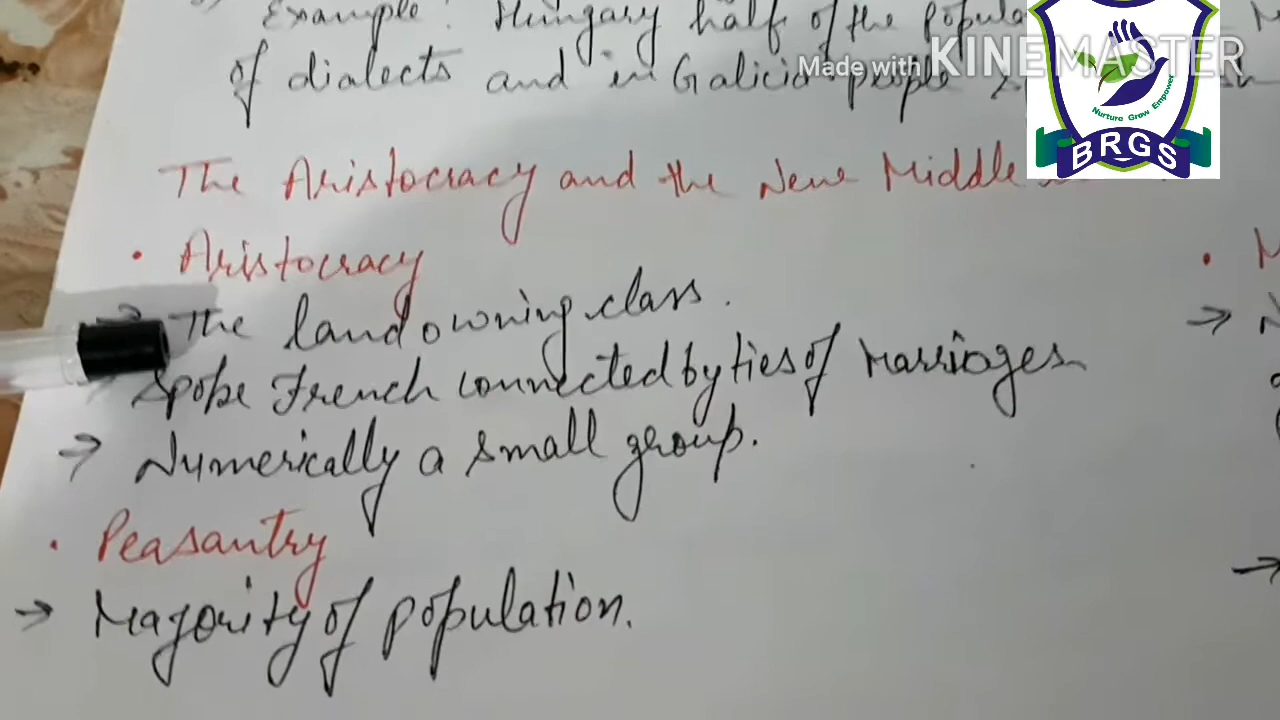 Example : Hungary half of the popula
of dialects and in Galicia people
Made with KINEMASTER
Nurture Grow Empower
BRGS
The Aristocracy and the New Middle
• Aristocracy
→ The land owning class.
→ Spoke French connected by ties of Marriages
→ Numerically a small group.
• Peasantry
→ Majority of population.